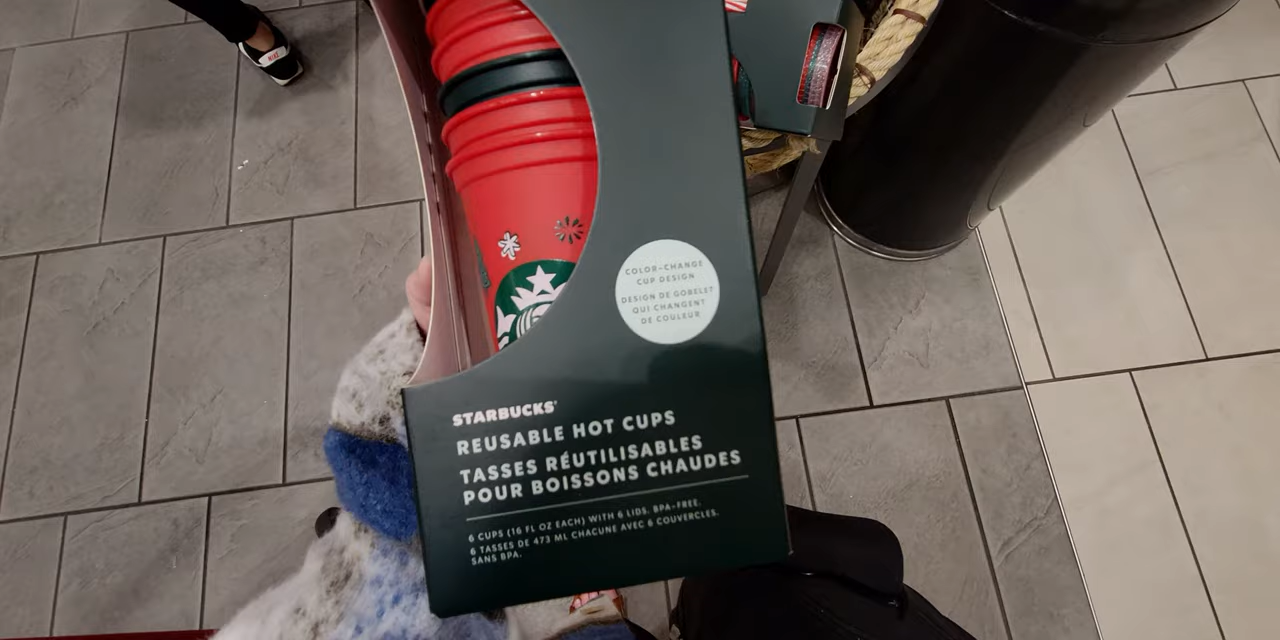 COLOR-CHANGE
CUP DESIGN
DESIGN DE GOBELET
QUI CHANGENT
DE COULEUR
STARBUCKS
REUSABLE HOT CUPS
TASSES RÉUTILISABLES
POUR BOISSONS CHAUDES
6 CUPS (16 FL OZ EACH) WITH 6 LIDS. BPA-FREE.
6 TASSES DE 473 ML CHACUNE AVEC 6 COUVERCLES.
SANS BPA.